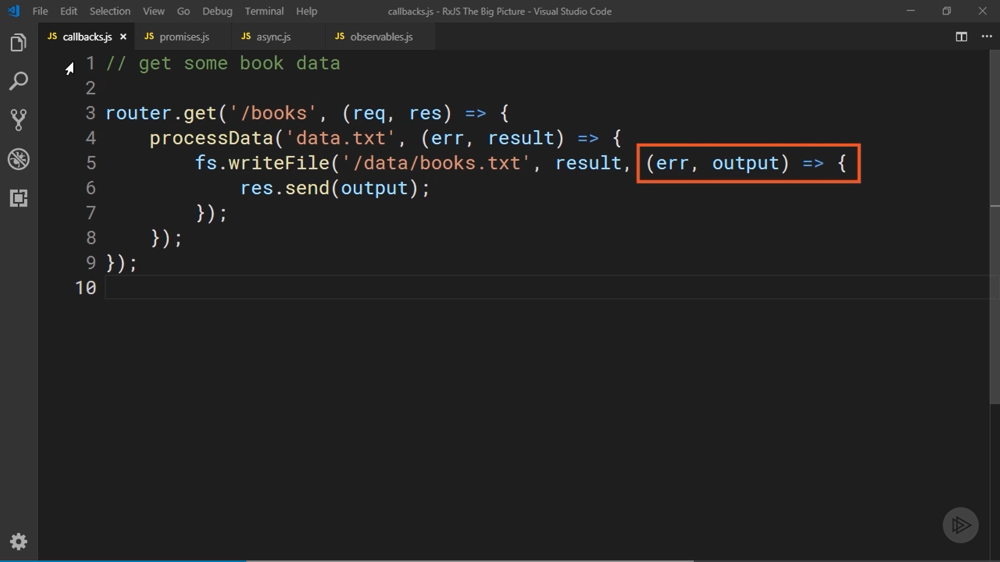 File Edit Selection View Go Debug Terminal Help callbacks.js - RxJS The Big Picture - Visual Studio Code
JS callbacks.js × JS promises.js JS async.js JS observables.js
1 // get some book data
2
3 router.get('/books', (req, res) => {
4 processData('data.txt', (err, result) => {
5 fs.writeFile('/data/books.txt', result, (err, output) => {
6 res.send(output);
7 });
8 });
9 });
10